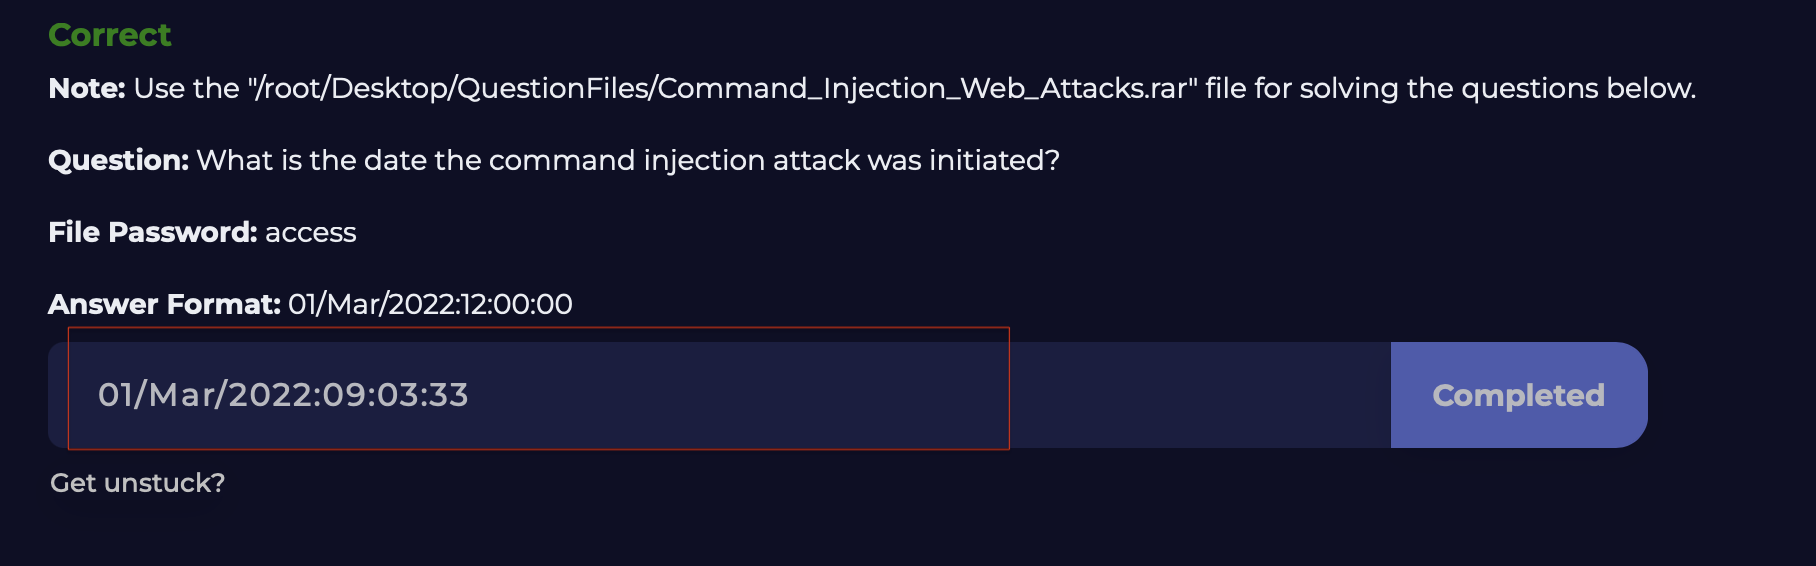 Correct
Note: Use the "/root/Desktop/QuestionFiles/Command_Injection_Web_Attacks.rar" file for solving the questions below.
Question: What is the date the command injection attack was initiated?
File Password: access
Answer Format: 01/Mar/2022:12:00:00
01/Mar/2022:09:03:33
Completed
Get unstuck?